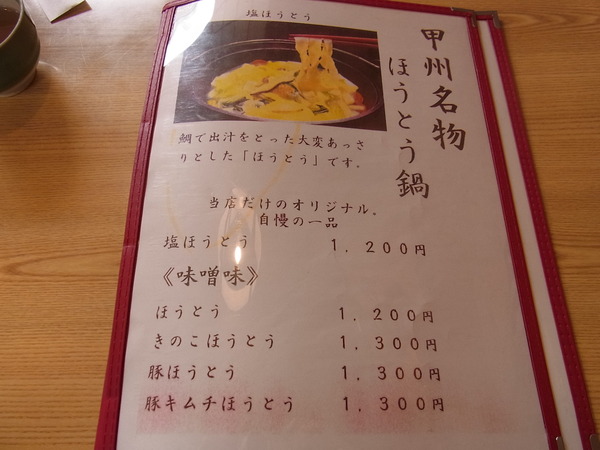 甲州名物
ほうとう鍋
塩ほうとう
鯛で出汁をとった大変あっさ
りとした「ほうとう」です。
当店だけのオリジナル。
自慢の一品
塩ほうとう 1,200円
《味噌味》
ほうとう 1,200円
きのこほうとう 1,300円
豚ほうとう 1,300円
豚キムチほうとう 1,300円